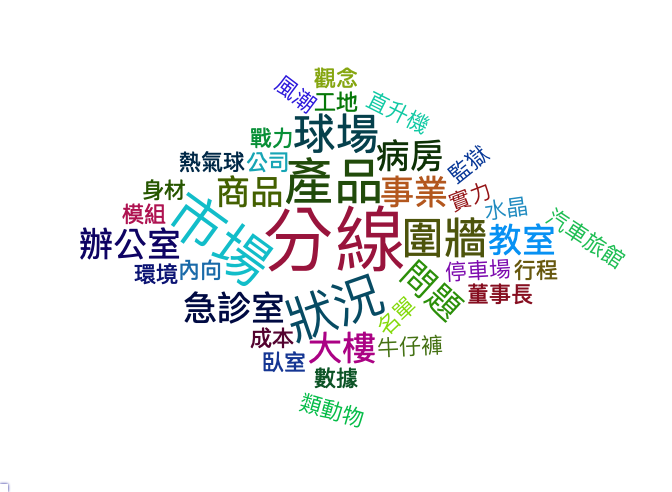 觀念
風潮
工地
直升機
戰力
球場
病房
熱氣球
公司
監獄
身材
商品
產品
事業
實力
模組
市場
分線
水晶
汽車旅館
辦公室
圍牆
教室
環境
內向
問題
停車場
行程
急診室
狀況
名單
董事長
成本
大樓
牛仔褲
臥室
數據
類動物